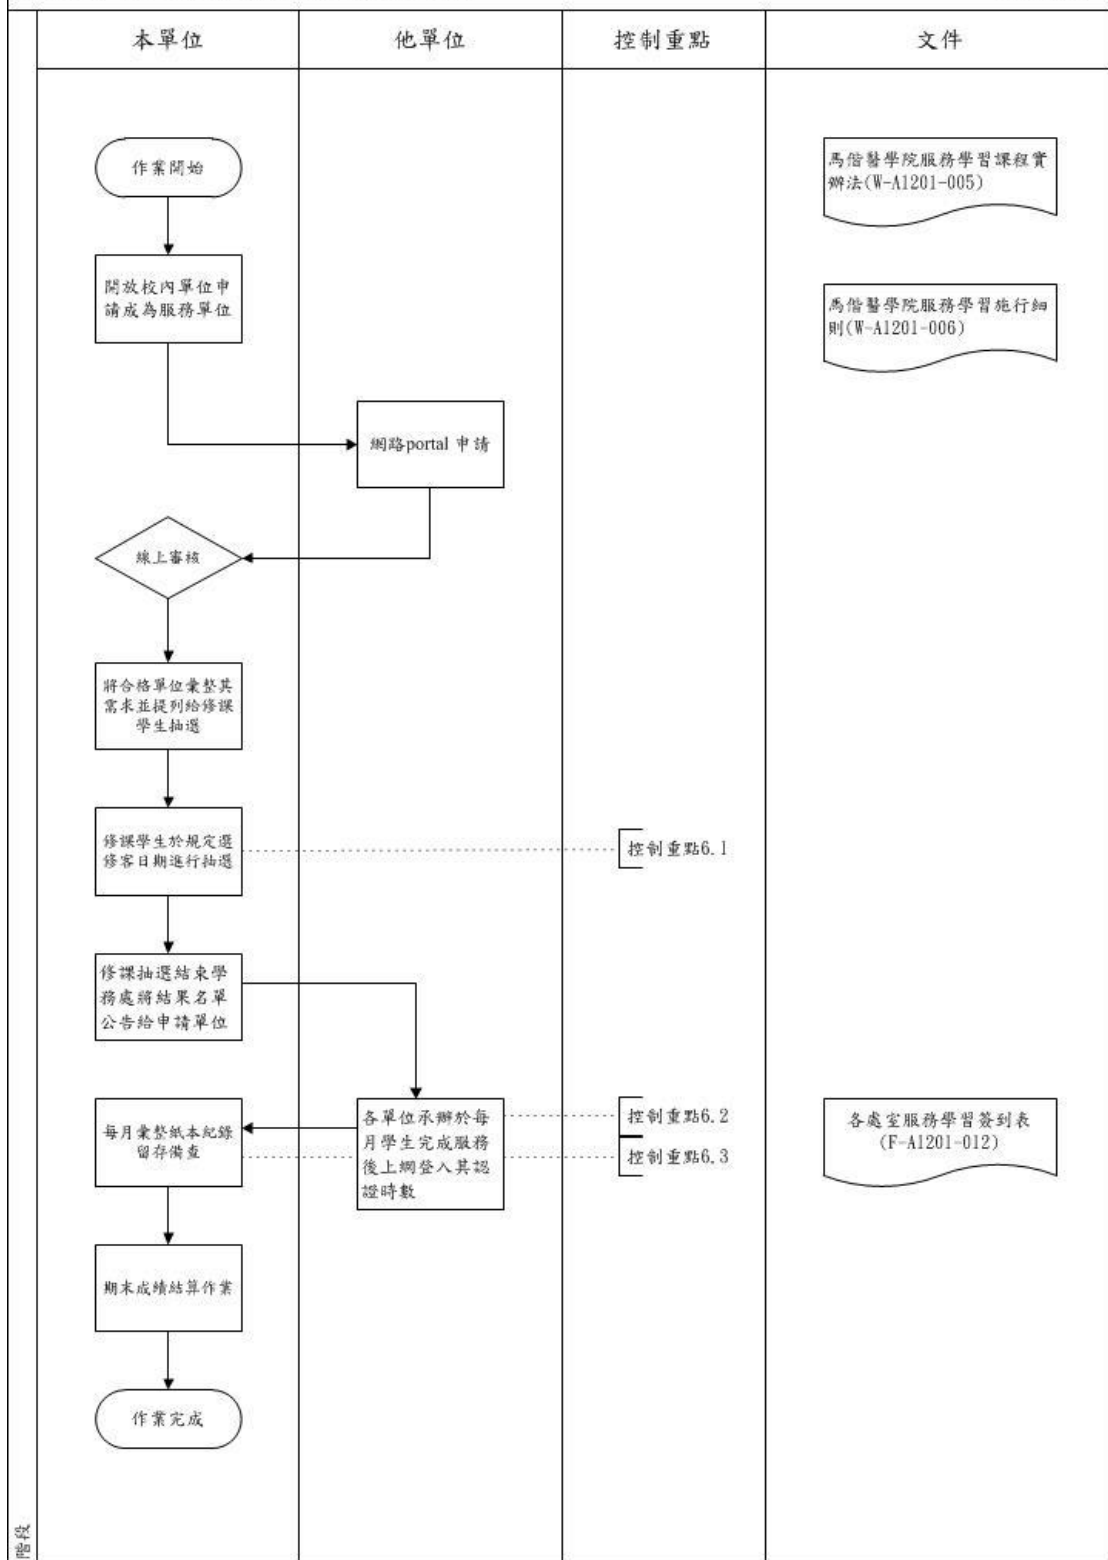 本單位
他單位
控制重點
文件
作業開始
馬偕醫學院服務學習課程實
辦法(W-A1201-005)
開放校內單位申
請成為服務單位
馬偕醫學院服務學習施行細
則(W-A1201-006)
網路portal 申請
線上審核
將合格單位彙整其
需求並提列給修課
學生抽選
修課學生於規定選
修客日期進行抽選
控制重點6.1
修課抽選結束學
務處將結果名單
公告給申請單位
每月彙整紙本紀錄
留存備查
各單位承辦於每
月學生完成服務
後上網登入其認
證時數
控制重點6.2
控制重點6.3
各處室服務學習簽到表
(F-A1201-012)
期末成績結算作業
作業完成
階段